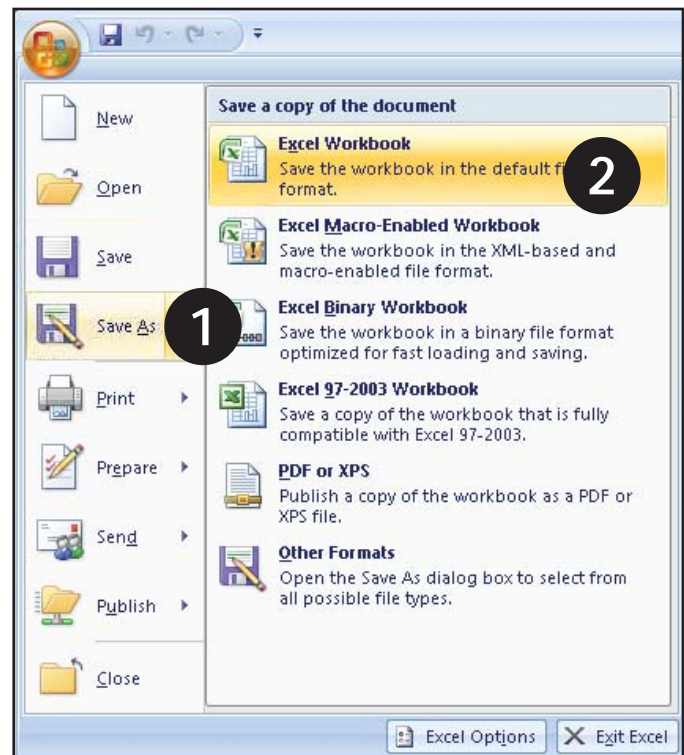 New
Open
Save
Save As
1
Print
Prepare
Send
Publish
Close
Save a copy of the document
Excel Workbook
Save the workbook in the default
format.
2
Excel Macro-Enabled Workbook
Save the workbook in the XML-based and
macro-enabled file format.
Excel Binary Workbook
Save the workbook in a binary file format
optimized for fast loading and saving.
Excel 97-2003 Workbook
Save a copy of the workbook that is fully
compatible with Excel 97-2003.
PDF or XPS
Publish a copy of the workbook as a PDF or
XPS file.
Other Formats
Open the Save As dialog box to select from
all possible file types.
Excel Options
Exit Excel